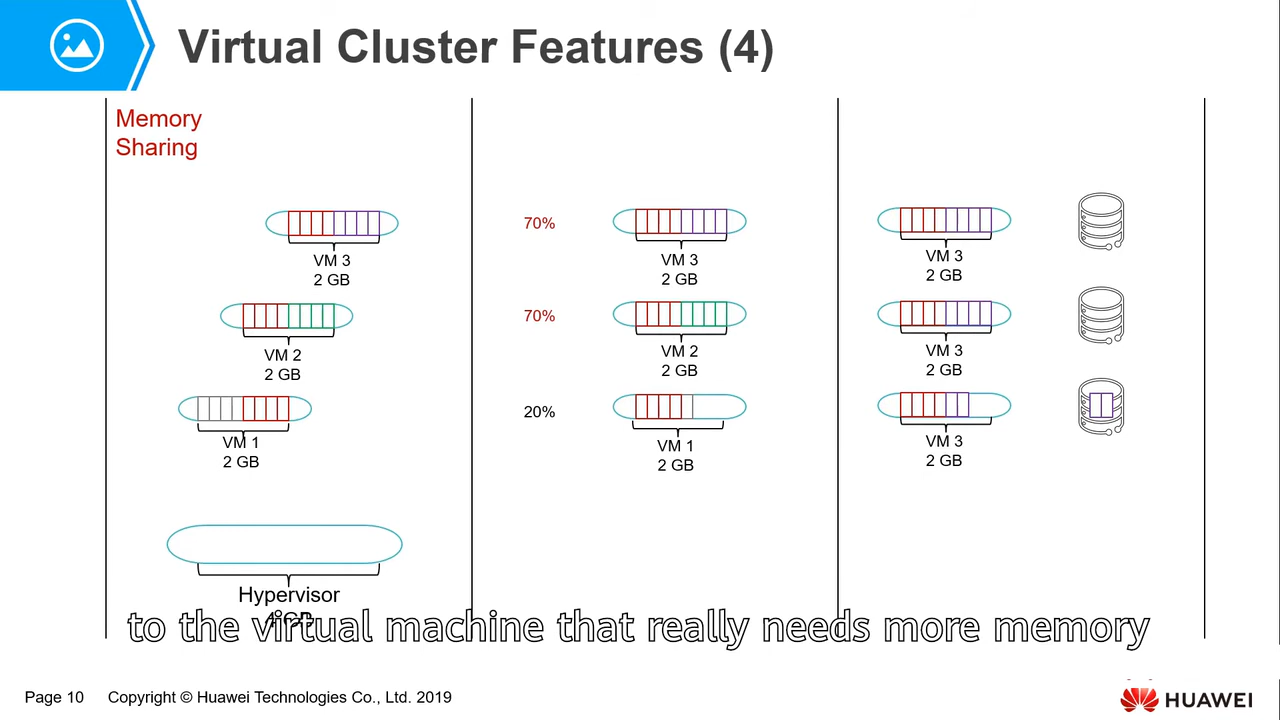 Virtual Cluster Features (4)
Memory
Sharing
VM 3
2 GB
VM 2
2 GB
VM 1
2 GB
Hypervisor
70%
VM 3
2 GB
70%
VM 2
2 GB
20%
VM 1
2 GB
VM 3
2 GB
VM 3
2 GB
VM 3
2 GB
to the virtual machine that really needs more memory
Page 10
Copyright © Huawei Technologies Co., Ltd. 2019
HUAWEI